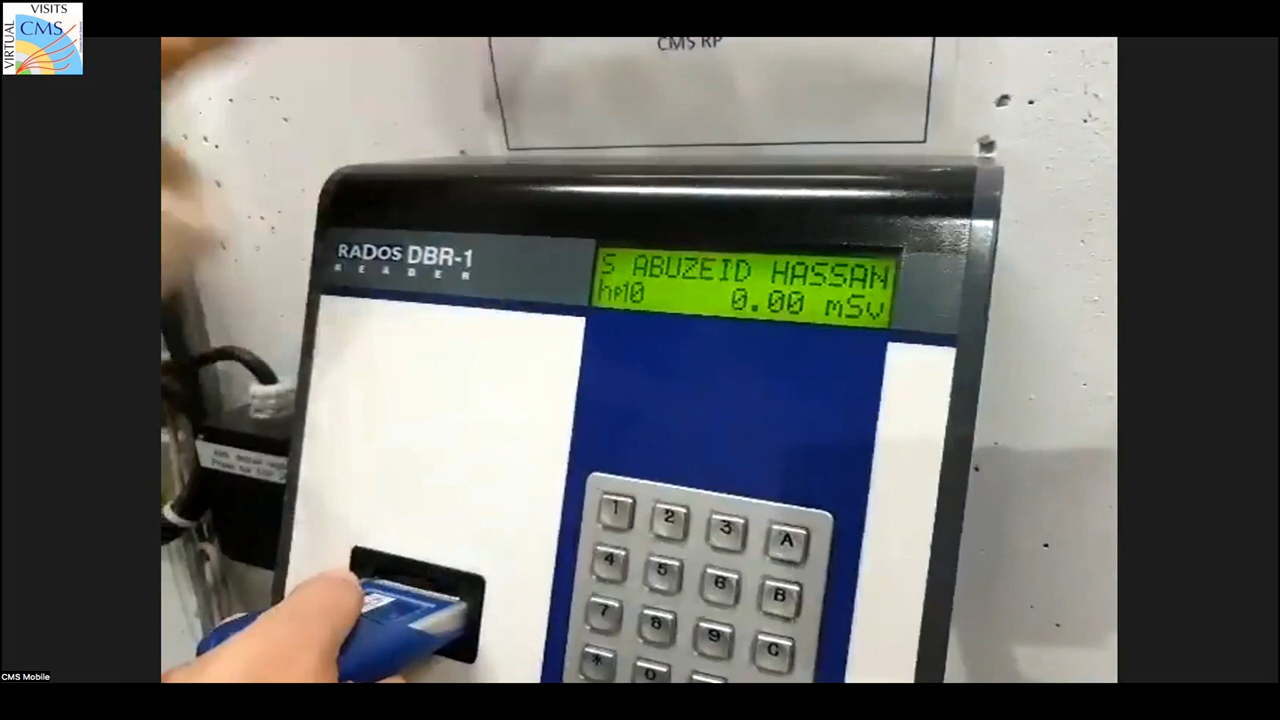 VISITS
VIRTUAL
CMS
CMS RP
RADOS DBR-1
READER
S ABUZEID HASSAN
hp10 0.00 mSv
1 2 3 A
4 5 6 B
7 8 9 C
* 0
CMS Mobile